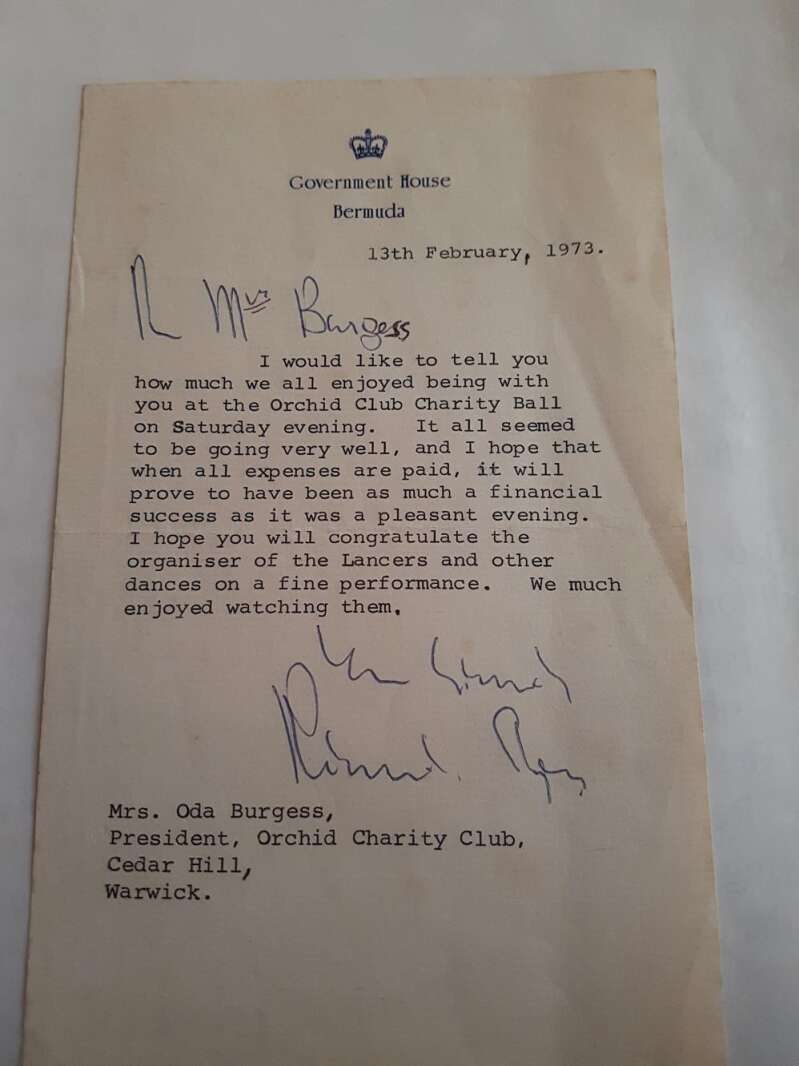 Government House
Bermuda
13th February, 1973.
Mrs Burgess
I would like to tell you
how much we all enjoyed being with
you at the Orchid Club Charity Ball
on Saturday evening. It all seemed
to be going very well, and I hope that
when all expenses are paid, it will
prove to have been as much a financial
success as it was a pleasant evening.
I hope you will congratulate the
organiser of the Lancers and other
dances on a fine performance. We much
enjoyed watching them.
Mrs. Oda Burgess,
President, Orchid Charity Club,
Cedar Hill,
Warwick.